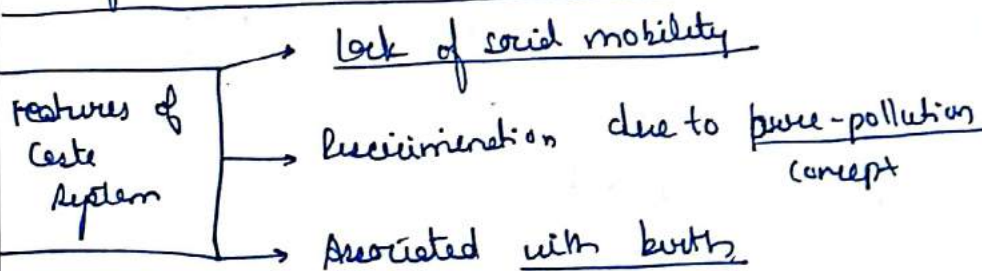 Lack of social mobility
Features of
Caste
System
Discrimination due to pure-pollution
concept
Associated with birth